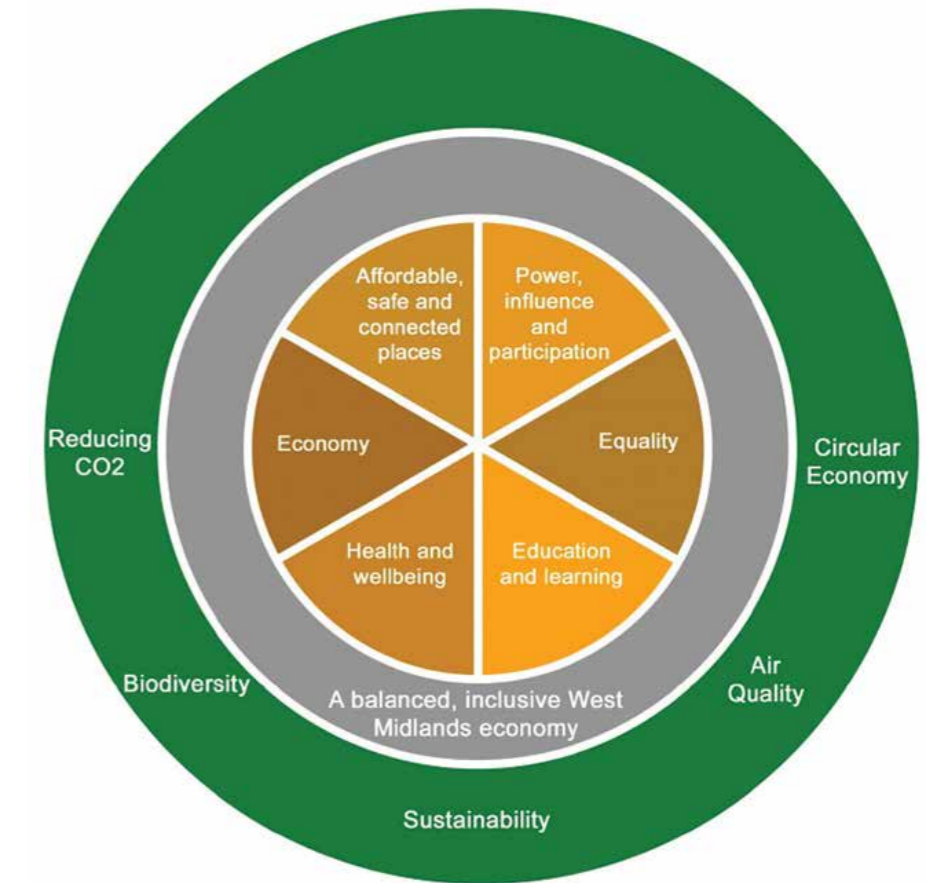 Affordable,
safe and
connected
places
Power,
influence
and
participation
Economy
Equality
Health and
wellbeing
Education
and learning
A balanced, inclusive West
Midlands economy
Reducing
CO2
Circular
Economy
Biodiversity
Air
Quality
Sustainability